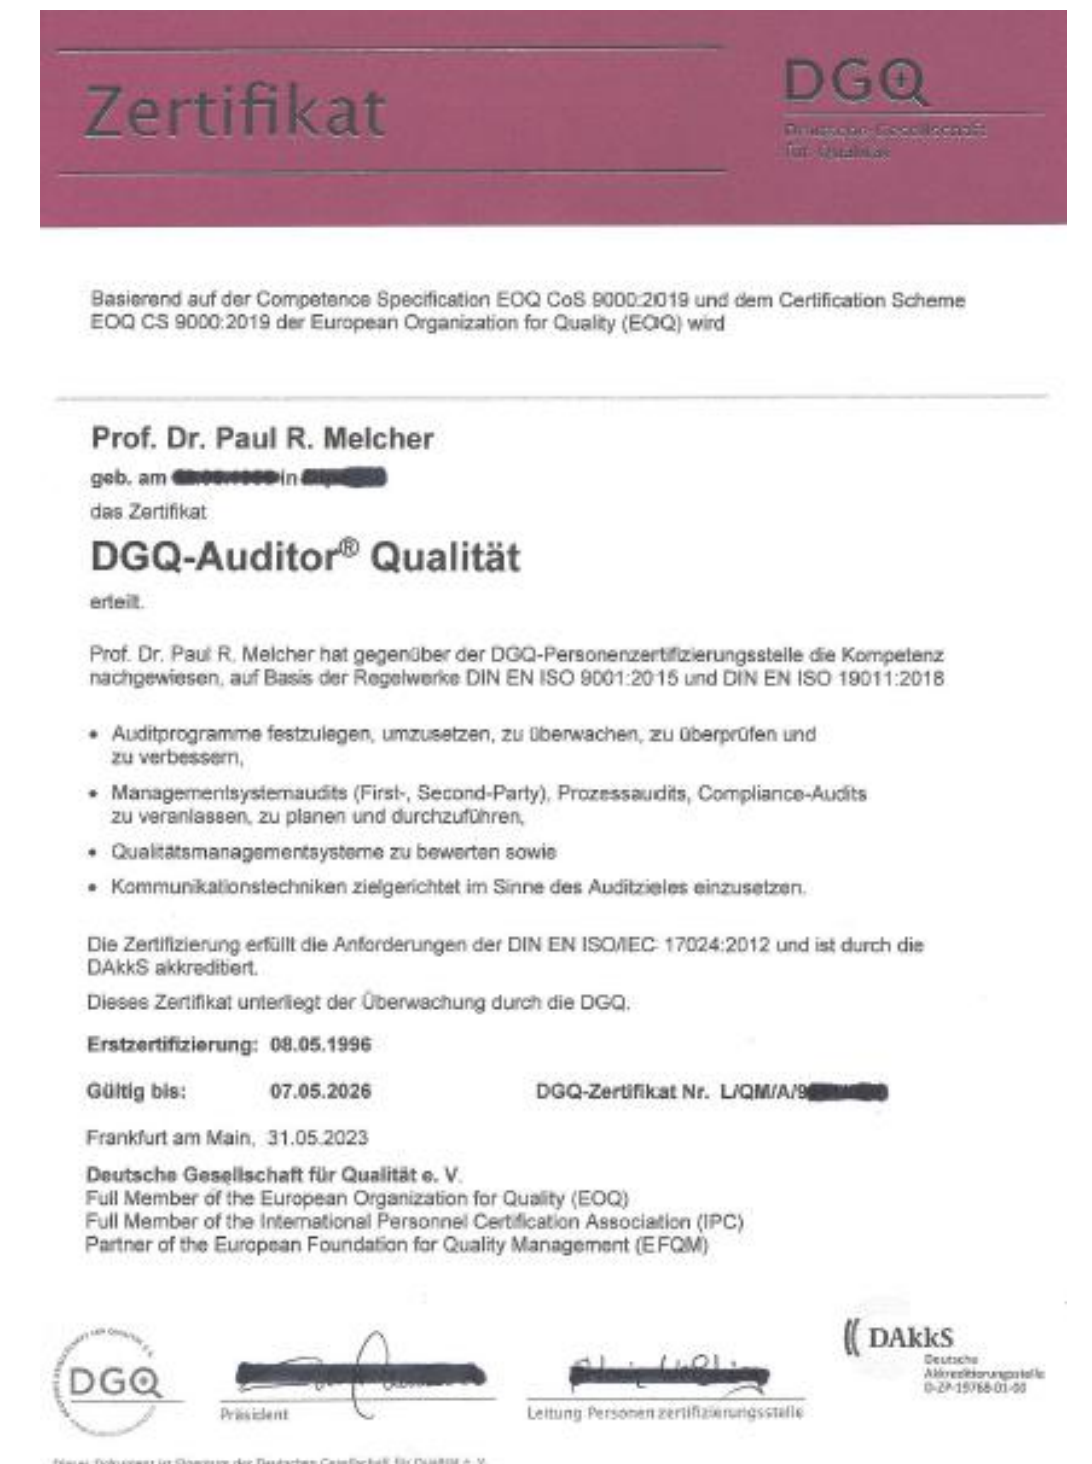 Zertifikat
DGQ
Deutsche Gesellschaft
für Qualität
Basierend auf der Competence Specification EOQ CoS 9000:2019 und dem Certification Scheme
EOQ CS 9000:2019 der European Organization for Quality (EOQ) wird
Prof. Dr. Paul R. Melcher
geb. am in
das Zertifikat
DGQ-Auditor® Qualität
erteilt.
Prof. Dr. Paul R. Melcher hat gegenüber der DGQ-Personenzertifizierungsstelle die Kompetenz
nachgewiesen, auf Basis der Regelwerke DIN EN ISO 9001:2015 und DIN EN ISO 19011:2018
• Auditprogramme festzulegen, umzusetzen, zu überwachen, zu überprüfen und
zu verbessern,
• Managementsystemaudits (First-, Second-Party), Prozessaudits, Compliance-Audits
zu veranlassen, zu planen und durchzuführen,
• Qualitätsmanagementsysteme zu bewerten sowie
• Kommunikationstechniken zielgerichtet im Sinne des Auditzieles einzusetzen.
Die Zertifizierung erfüllt die Anforderungen der DIN EN ISO/IEC 17024:2012 und ist durch die
DAkkS akkreditiert.
Dieses Zertifikat unterliegt der Überwachung durch die DGQ.
Erstzertifizierung: 08.05.1996
Gültig bis: 07.05.2026 DGQ-Zertifikat Nr. L/QM/A/9
Frankfurt am Main, 31.05.2023
Deutsche Gesellschaft für Qualität e. V.
Full Member of the European Organization for Quality (EOQ)
Full Member of the International Personnel Certification Association (IPC)
Partner of the European Foundation for Quality Management (EFQM)
DGQ
Präsident
Leitung Personenzertifizierungsstelle
DAkkS
Deutsche
Akkreditierungsstelle
D-ZP-15768-01-00